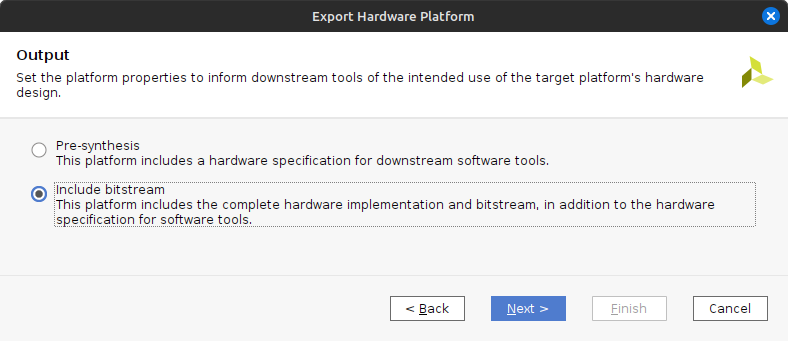 Export Hardware Platform
Output
Set the platform properties to inform downstream tools of the intended use of the target platform's hardware
design.
Pre-synthesis
This platform includes a hardware specification for downstream software tools.
Include bitstream
This platform includes the complete hardware implementation and bitstream, in addition to the hardware
specification for software tools.
< Back Next > Finish Cancel